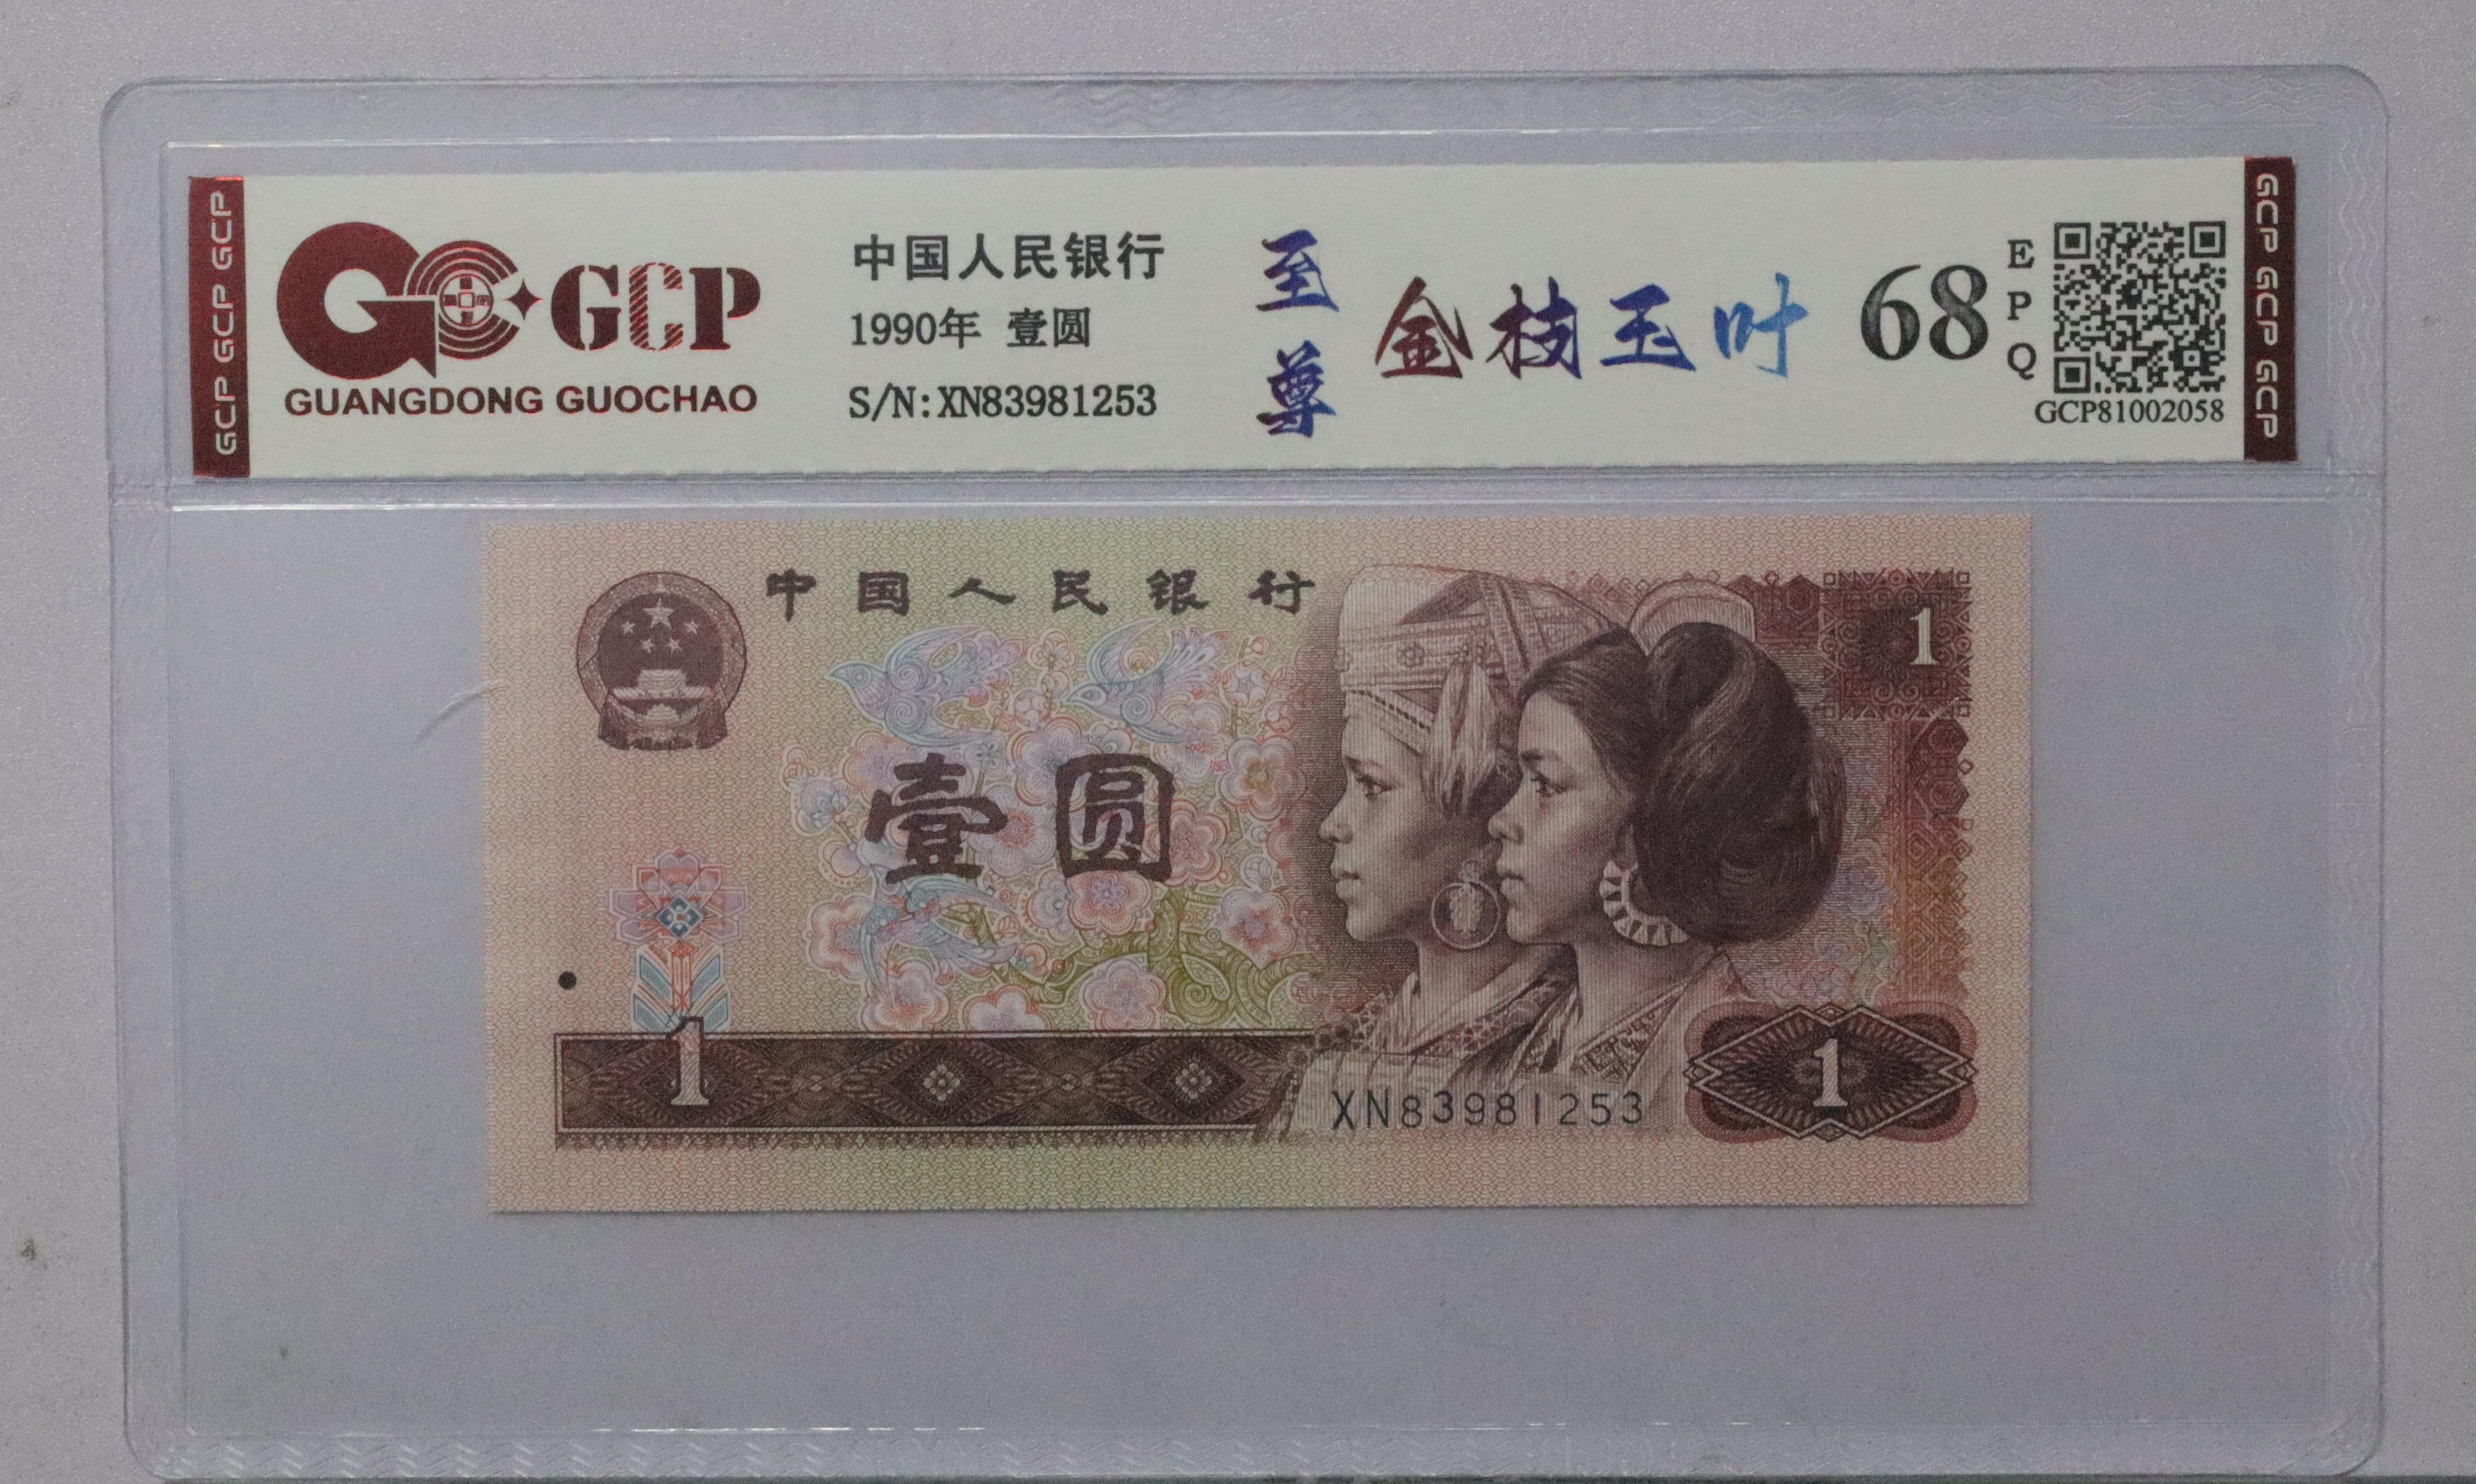 GCP GCP GCP
GCP
GUANGDONG GUOCHAO
中国人民银行
1990年 壹圆
S/N:XN83981253
至尊
金枝玉叶
68
EPQ
GCP81002058
GCP GCP GCP
中国人民银行
1
壹圆
1
XN83981253
1